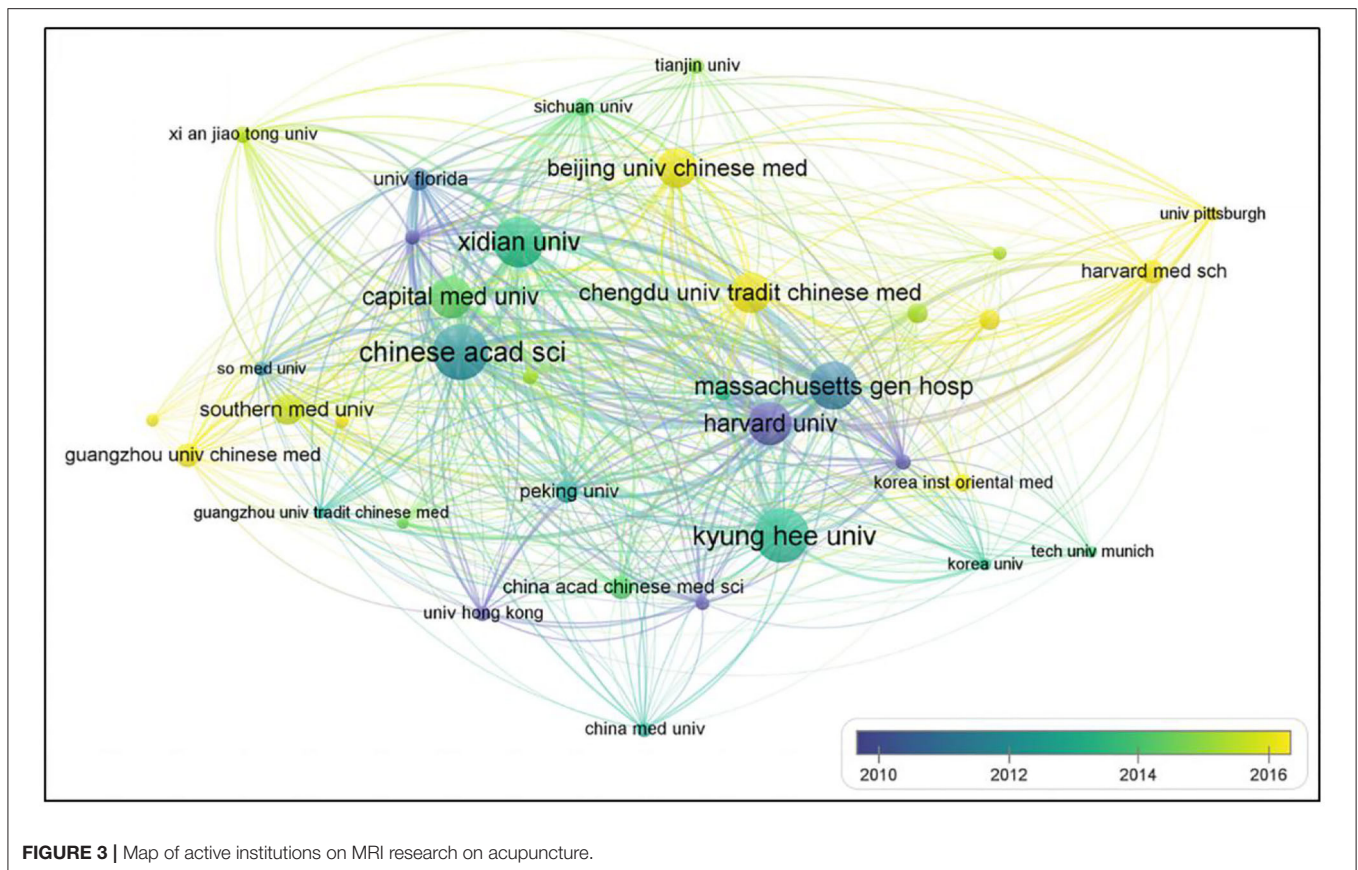 tianjin univ
sichuan univ
xi an jiao tong univ
beijing univ chinese med
univ florida
univ pittsburgh
xidian univ
harvard med sch
chengdu univ tradit chinese med
capital med univ
chinese acad sci
so med univ
massachusetts gen hosp
southern med univ
harvard univ
guangzhou univ chinese med
korea inst oriental med
peking univ
guangzhou univ tradit chinese med
kyung hee univ
tech univ munich
korea univ
china acad chinese med sci
univ hong kong
china med univ
2010 2012 2014 2016
FIGURE 3 | Map of active institutions on MRI research on acupuncture.